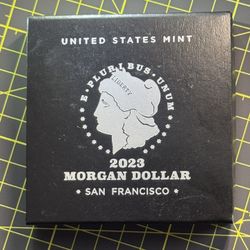 UNITED STATES MINT
E·PLURIBUS·UNUM
LIBERTY
2023
MORGAN DOLLAR
SAN FRANCISCO